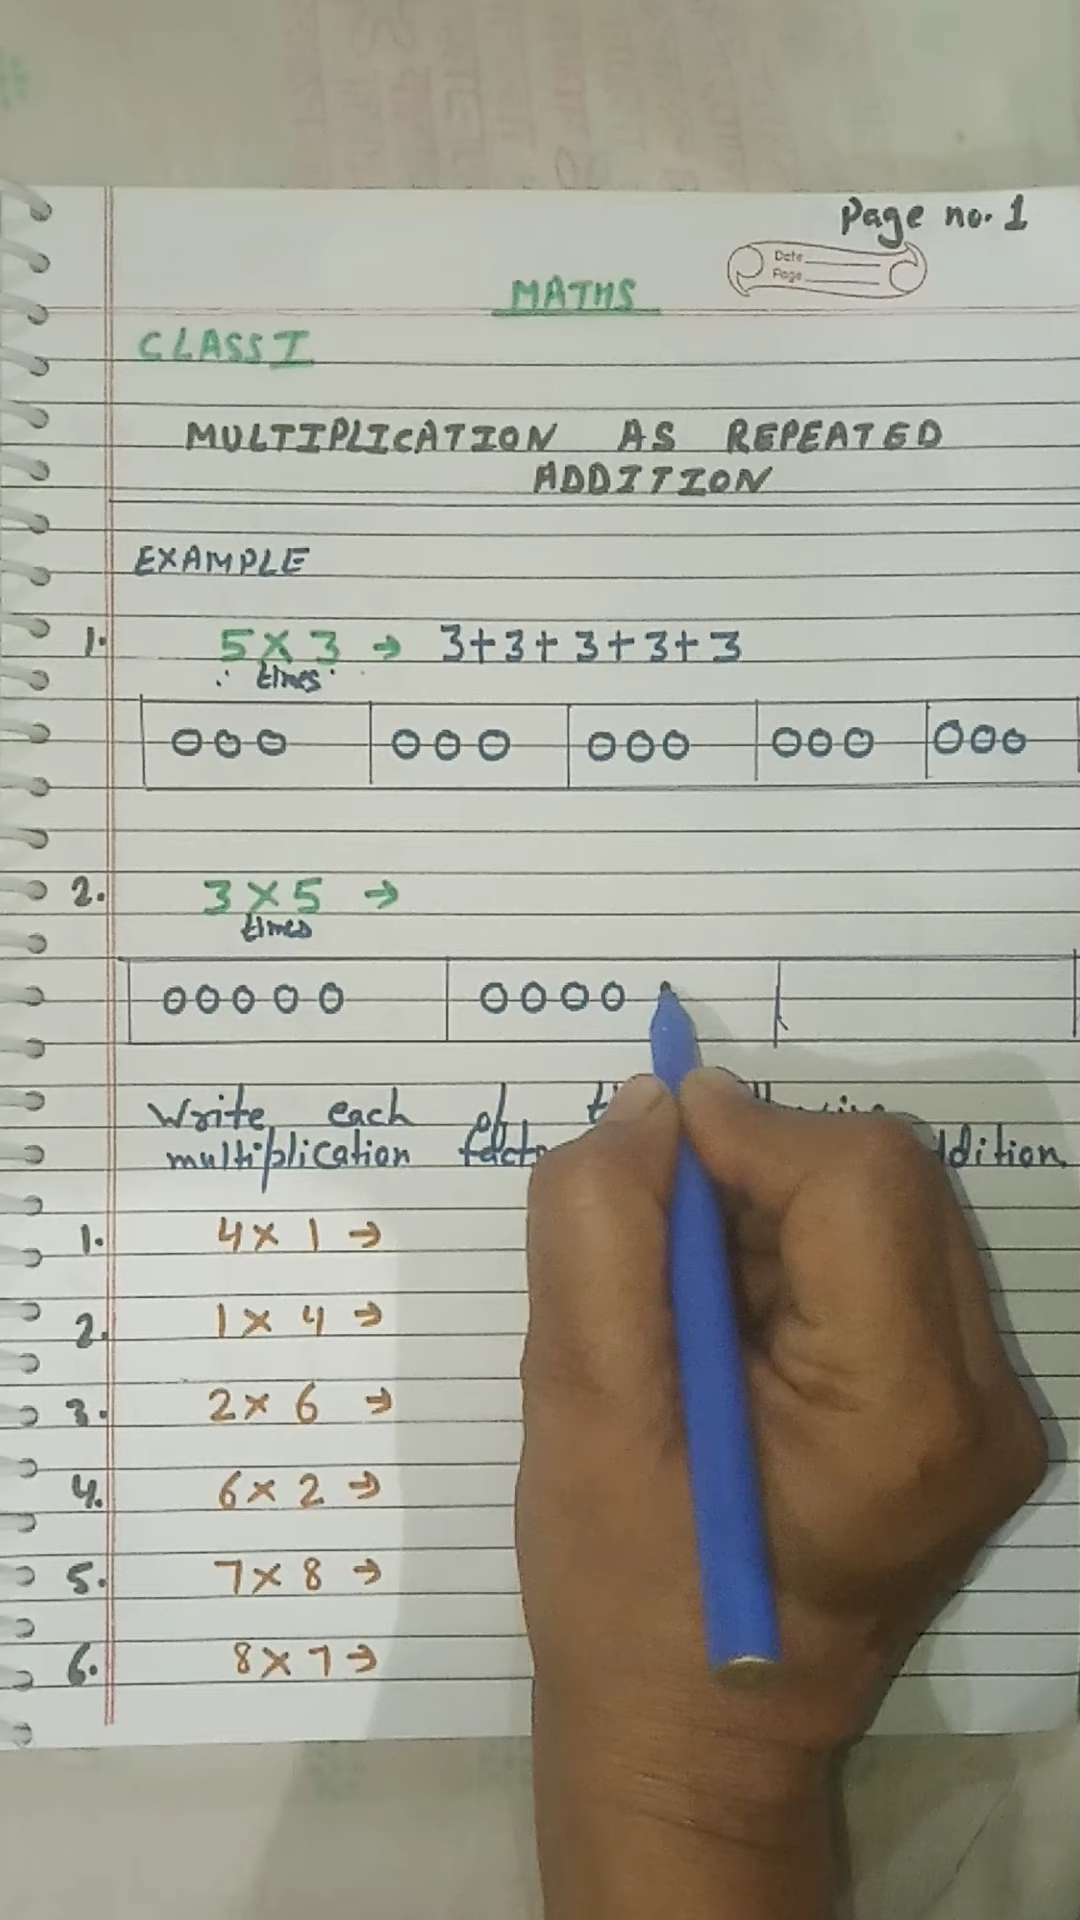 Page no. 1
Date
Page
MATHS
CLASS I
MULTIPLICATION AS REPEATED
ADDITION
EXAMPLE
1. 5 × 3 → 3+3+3+3+3
times
2. 3 × 5 →
times
Write each of
multiplication
1. 4 × 1 →
2. 1 × 4 →
3. 2 × 6 →
4. 6 × 2 →
5. 7 × 8 →
6. 8 × 7 →